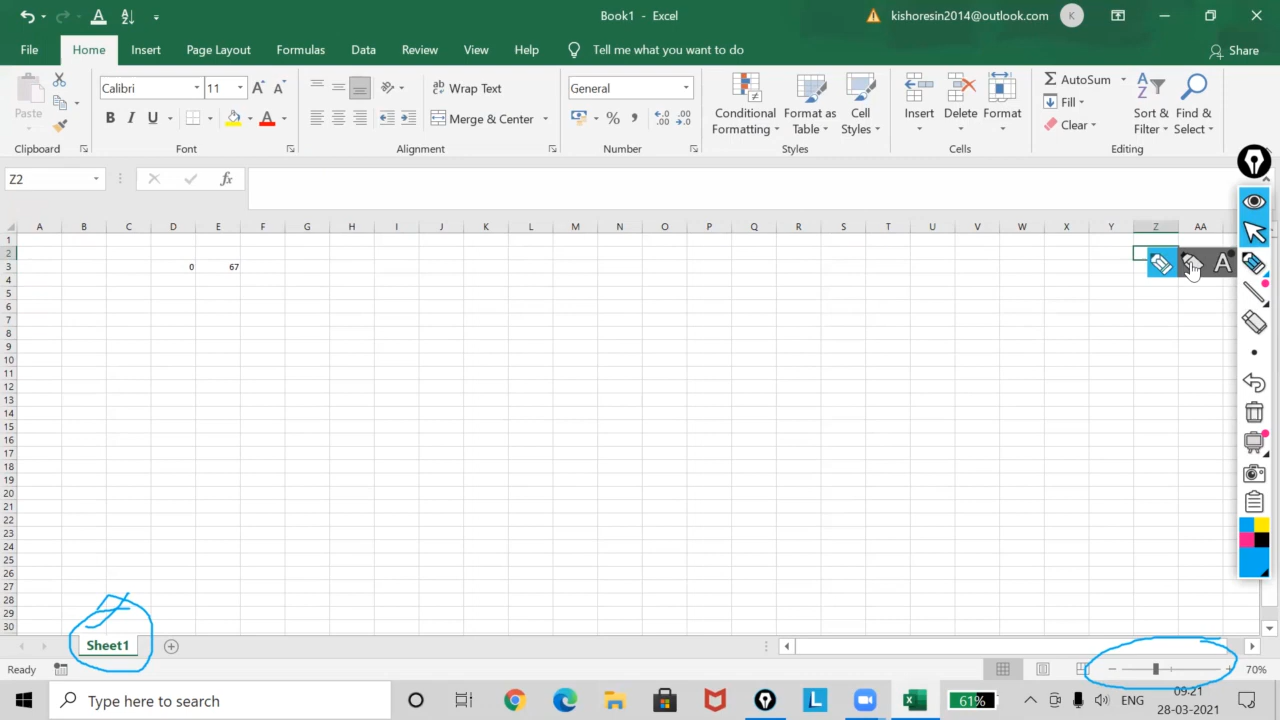 Book1 - Excel
kishoresin2014@outlook.com
K
File Home Insert Page Layout Formulas Data Review View Help Tell me what you want to do
Share
Paste
Calibri 11
B I U
Wrap Text
Merge & Center
General
%
Conditional Formatting
Format as Table
Cell Styles
Insert Delete Format
AutoSum
Fill
Clear
Sort & Filter
Find & Select
Clipboard Font Alignment Number Styles Cells Editing
Z2
fx
A B C D E F G H I J K L M N O P Q R S T U V W X Y Z AA
1
2
3 0 67
4
5
6
7
8
9
10
11
12
13
14
15
16
17
18
19
20
21
22
23
24
25
26
27
28
29
30
Sheet1
Ready
70%
Type here to search
61%
ENG
09:21
28-03-2021